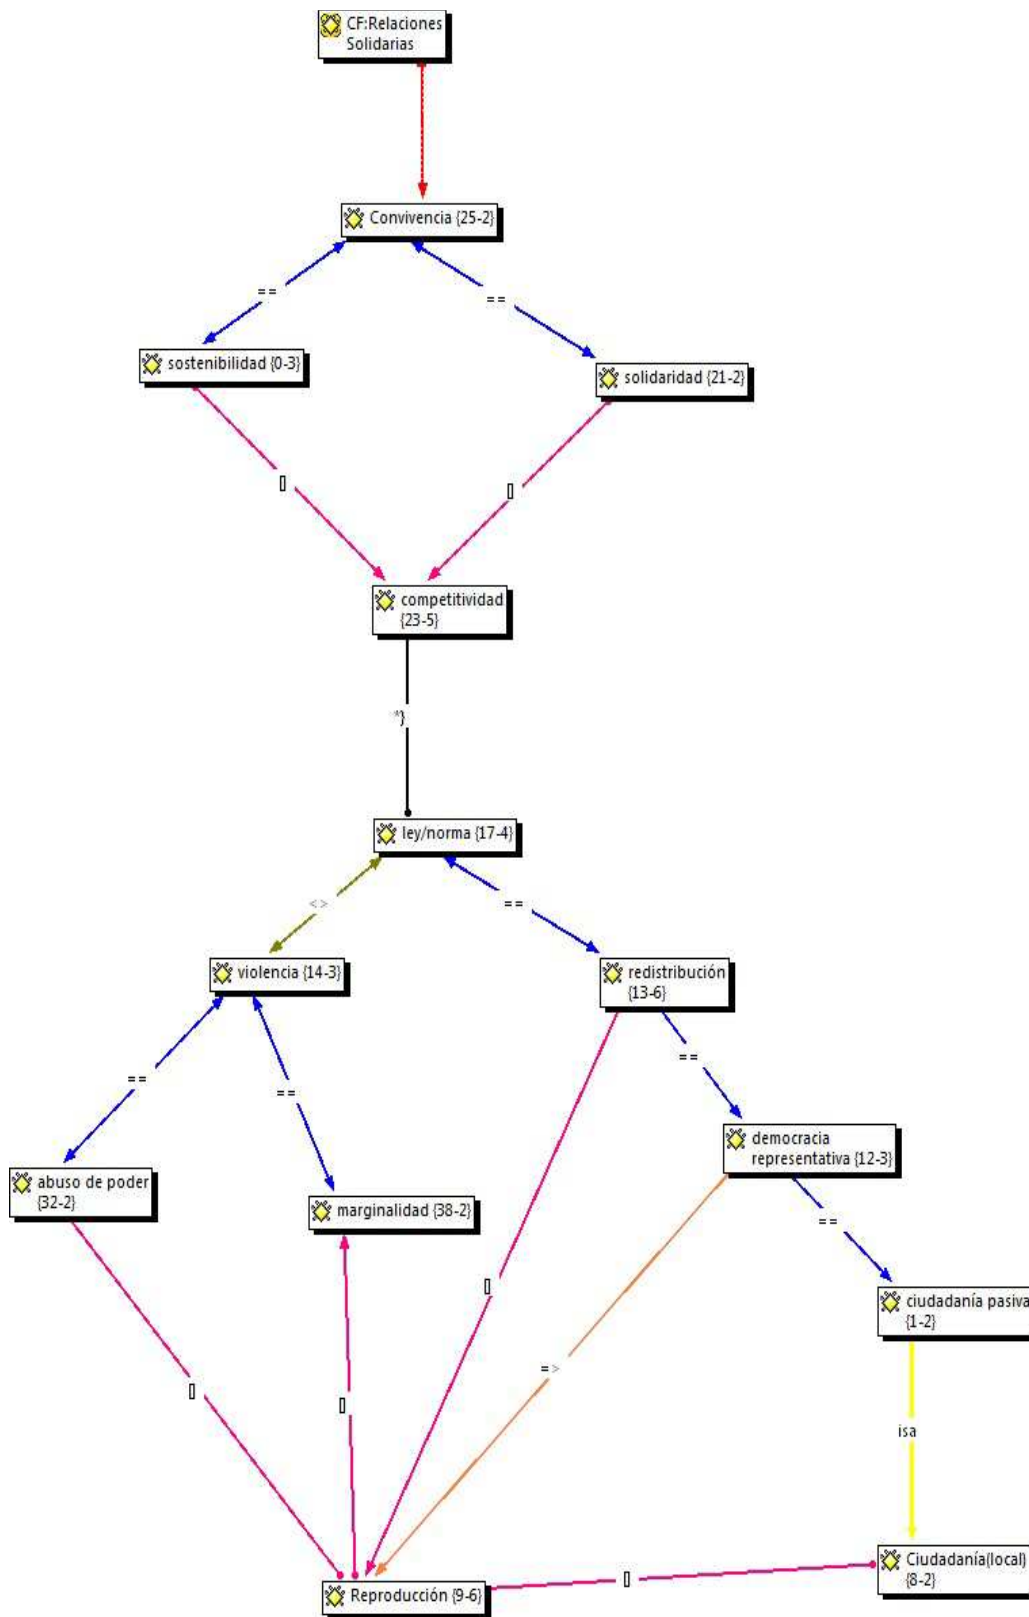 CF:Relaciones
Solidarias
Convivencia {25-2}
==
==
sostenibilidad {0-3}
solidaridad {21-2}
[]
[]
competitividad
{23-5}
*}
ley/norma {17-4}
<>
==
violencia {14-3}
redistribución
{13-6}
==
==
==
democracia
representativa {12-3}
abuso de poder
{32-2}
marginalidad {38-2}
==
[]
ciudadanía pasiva
{1-2}
=>
[]
[]
isa
Ciudadanía(local)
{8-2}
[]
Reproducción {9-6}